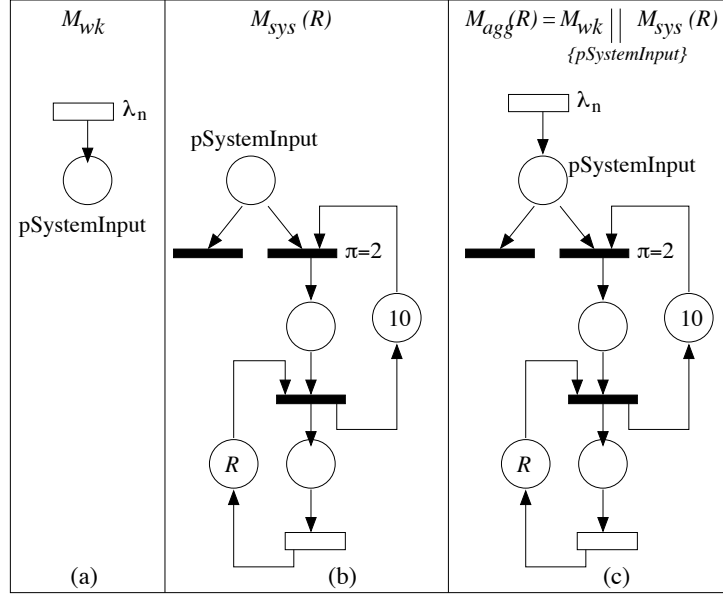 M_wk
λ_n
pSystemInput
(a)
M_sys (R)
pSystemInput
π=2
10
R
(b)
M_agg(R) = M_wk || M_sys (R)
{pSystemInput}
λ_n
pSystemInput
π=2
10
R
(c)